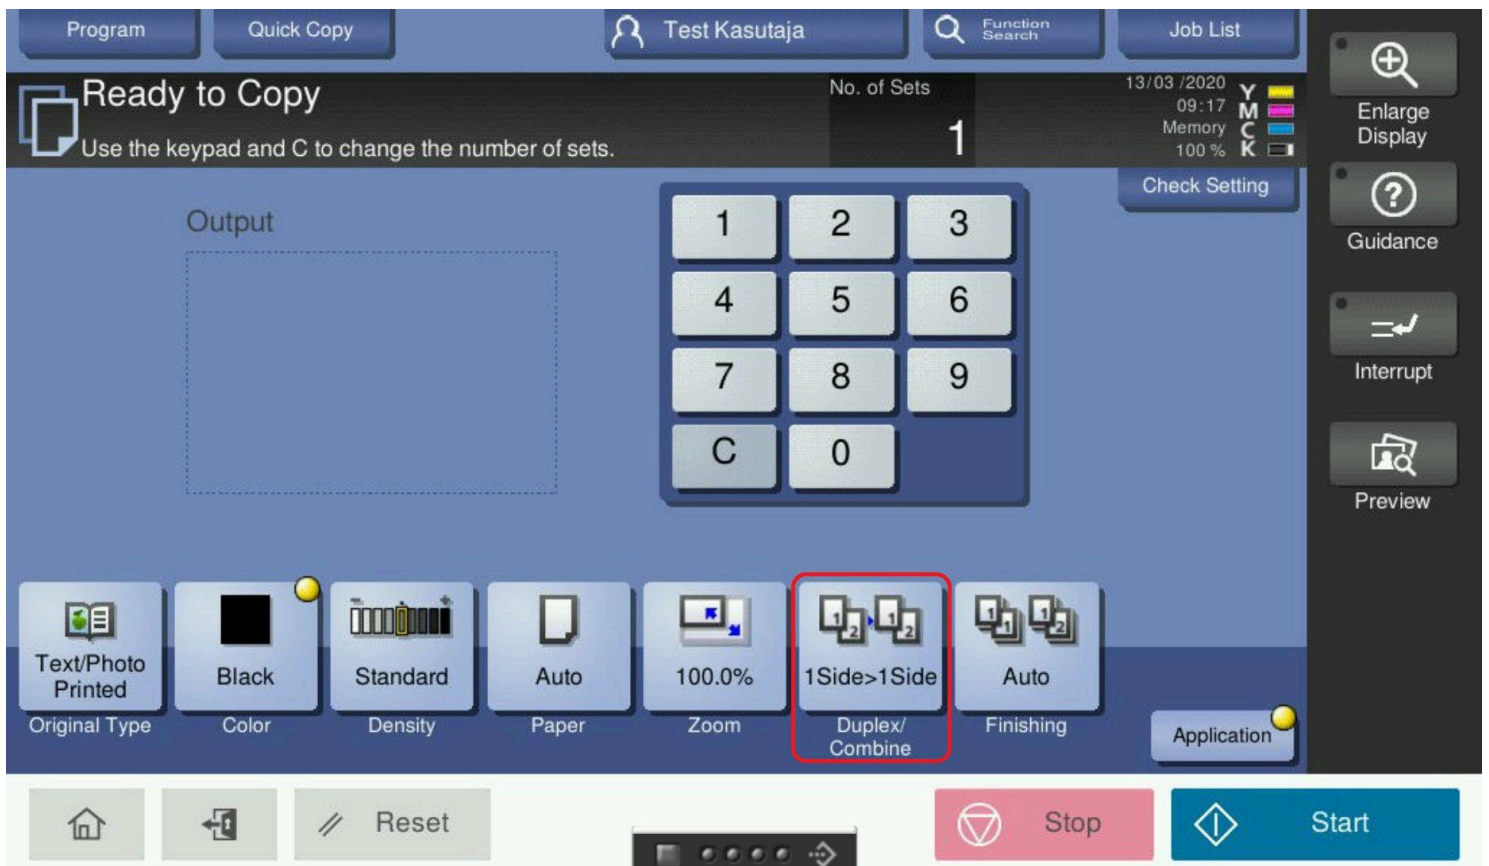 Program
Quick Copy
Test Kasutaja
Function
Search
Job List
Ready to Copy
Use the keypad and C to change the number of sets.
No. of Sets
1
13/03 /2020
09:17
Memory
100 %
Y
M
C
K
Enlarge
Display
Check Setting
Guidance
Output
1 2 3
4 5 6
7 8 9
C 0
Interrupt
Preview
Text/Photo
Printed
Original Type
Black
Color
Standard
Density
Auto
Paper
100.0%
Zoom
1Side>1Side
Duplex/
Combine
Auto
Finishing
Application
Reset
Stop
Start